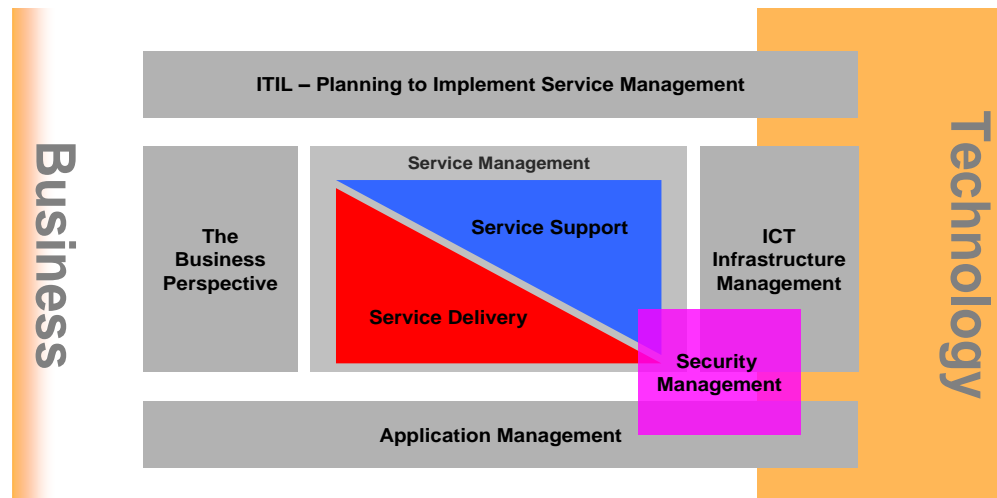 ITIL – Planning to Implement Service Management
Business
Technology
Service Management
The
Business
Perspective
Service Support
ICT
Infrastructure
Management
Service Delivery
Security
Management
Application Management